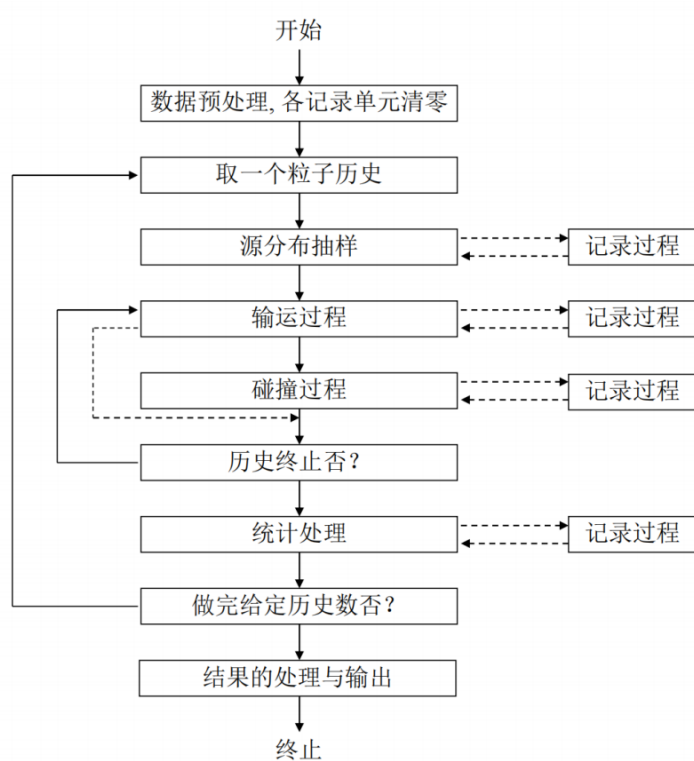 开始
数据预处理, 各记录单元清零
取一个粒子历史
源分布抽样
记录过程
输运过程
记录过程
碰撞过程
记录过程
历史终止否？
统计处理
记录过程
做完给定历史数否？
结果的处理与输出
终止